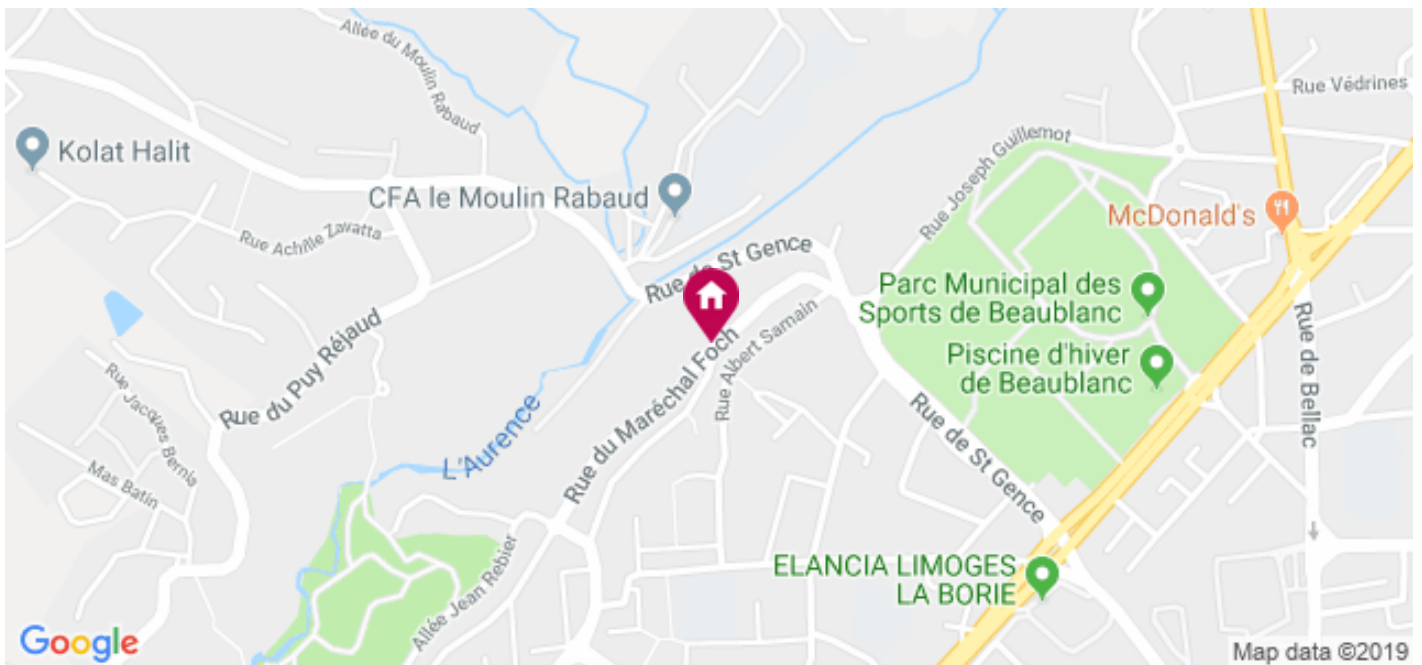 Allée du Moulin Rabaud
Rue Védrines
Kolat Halit
Rue Joseph Guillemot
CFA le Moulin Rabaud
McDonald's
Rue Achille Zavatta
Rue de St Gence
Parc Municipal des
Sports de Beaublanc
Rue du Puy Réjaud
Rue Albert Samain
Piscine d'hiver
de Beaublanc
Rue de Bellac
Rue Jacques Bernia
Rue du Maréchal Foch
L'Aurence
Rue de St Gence
Mas Batin
ELANCIA LIMOGES
LA BORIE
Allée Jean Rebier
Google
Map data ©2019